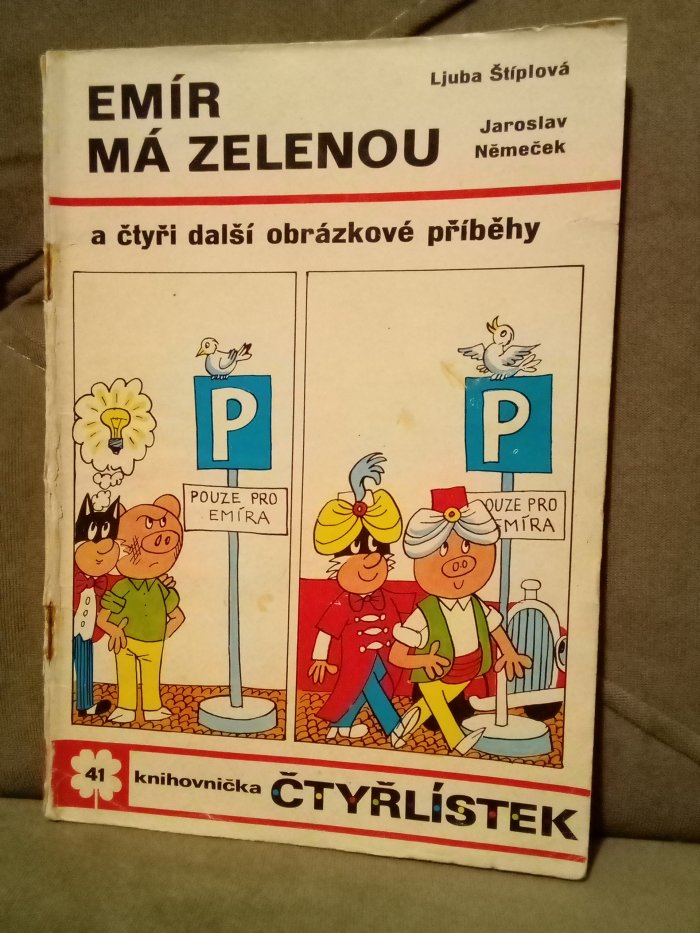 EMÍR
MÁ ZELENOU
Ljuba Štíplová
Jaroslav
Němeček
a čtyři další obrázkové příběhy
P
POUZE PRO
EMÍRA
P
OUZE PRO
EMÍRA
41
knihovnička ČTYŘLÍSTEK